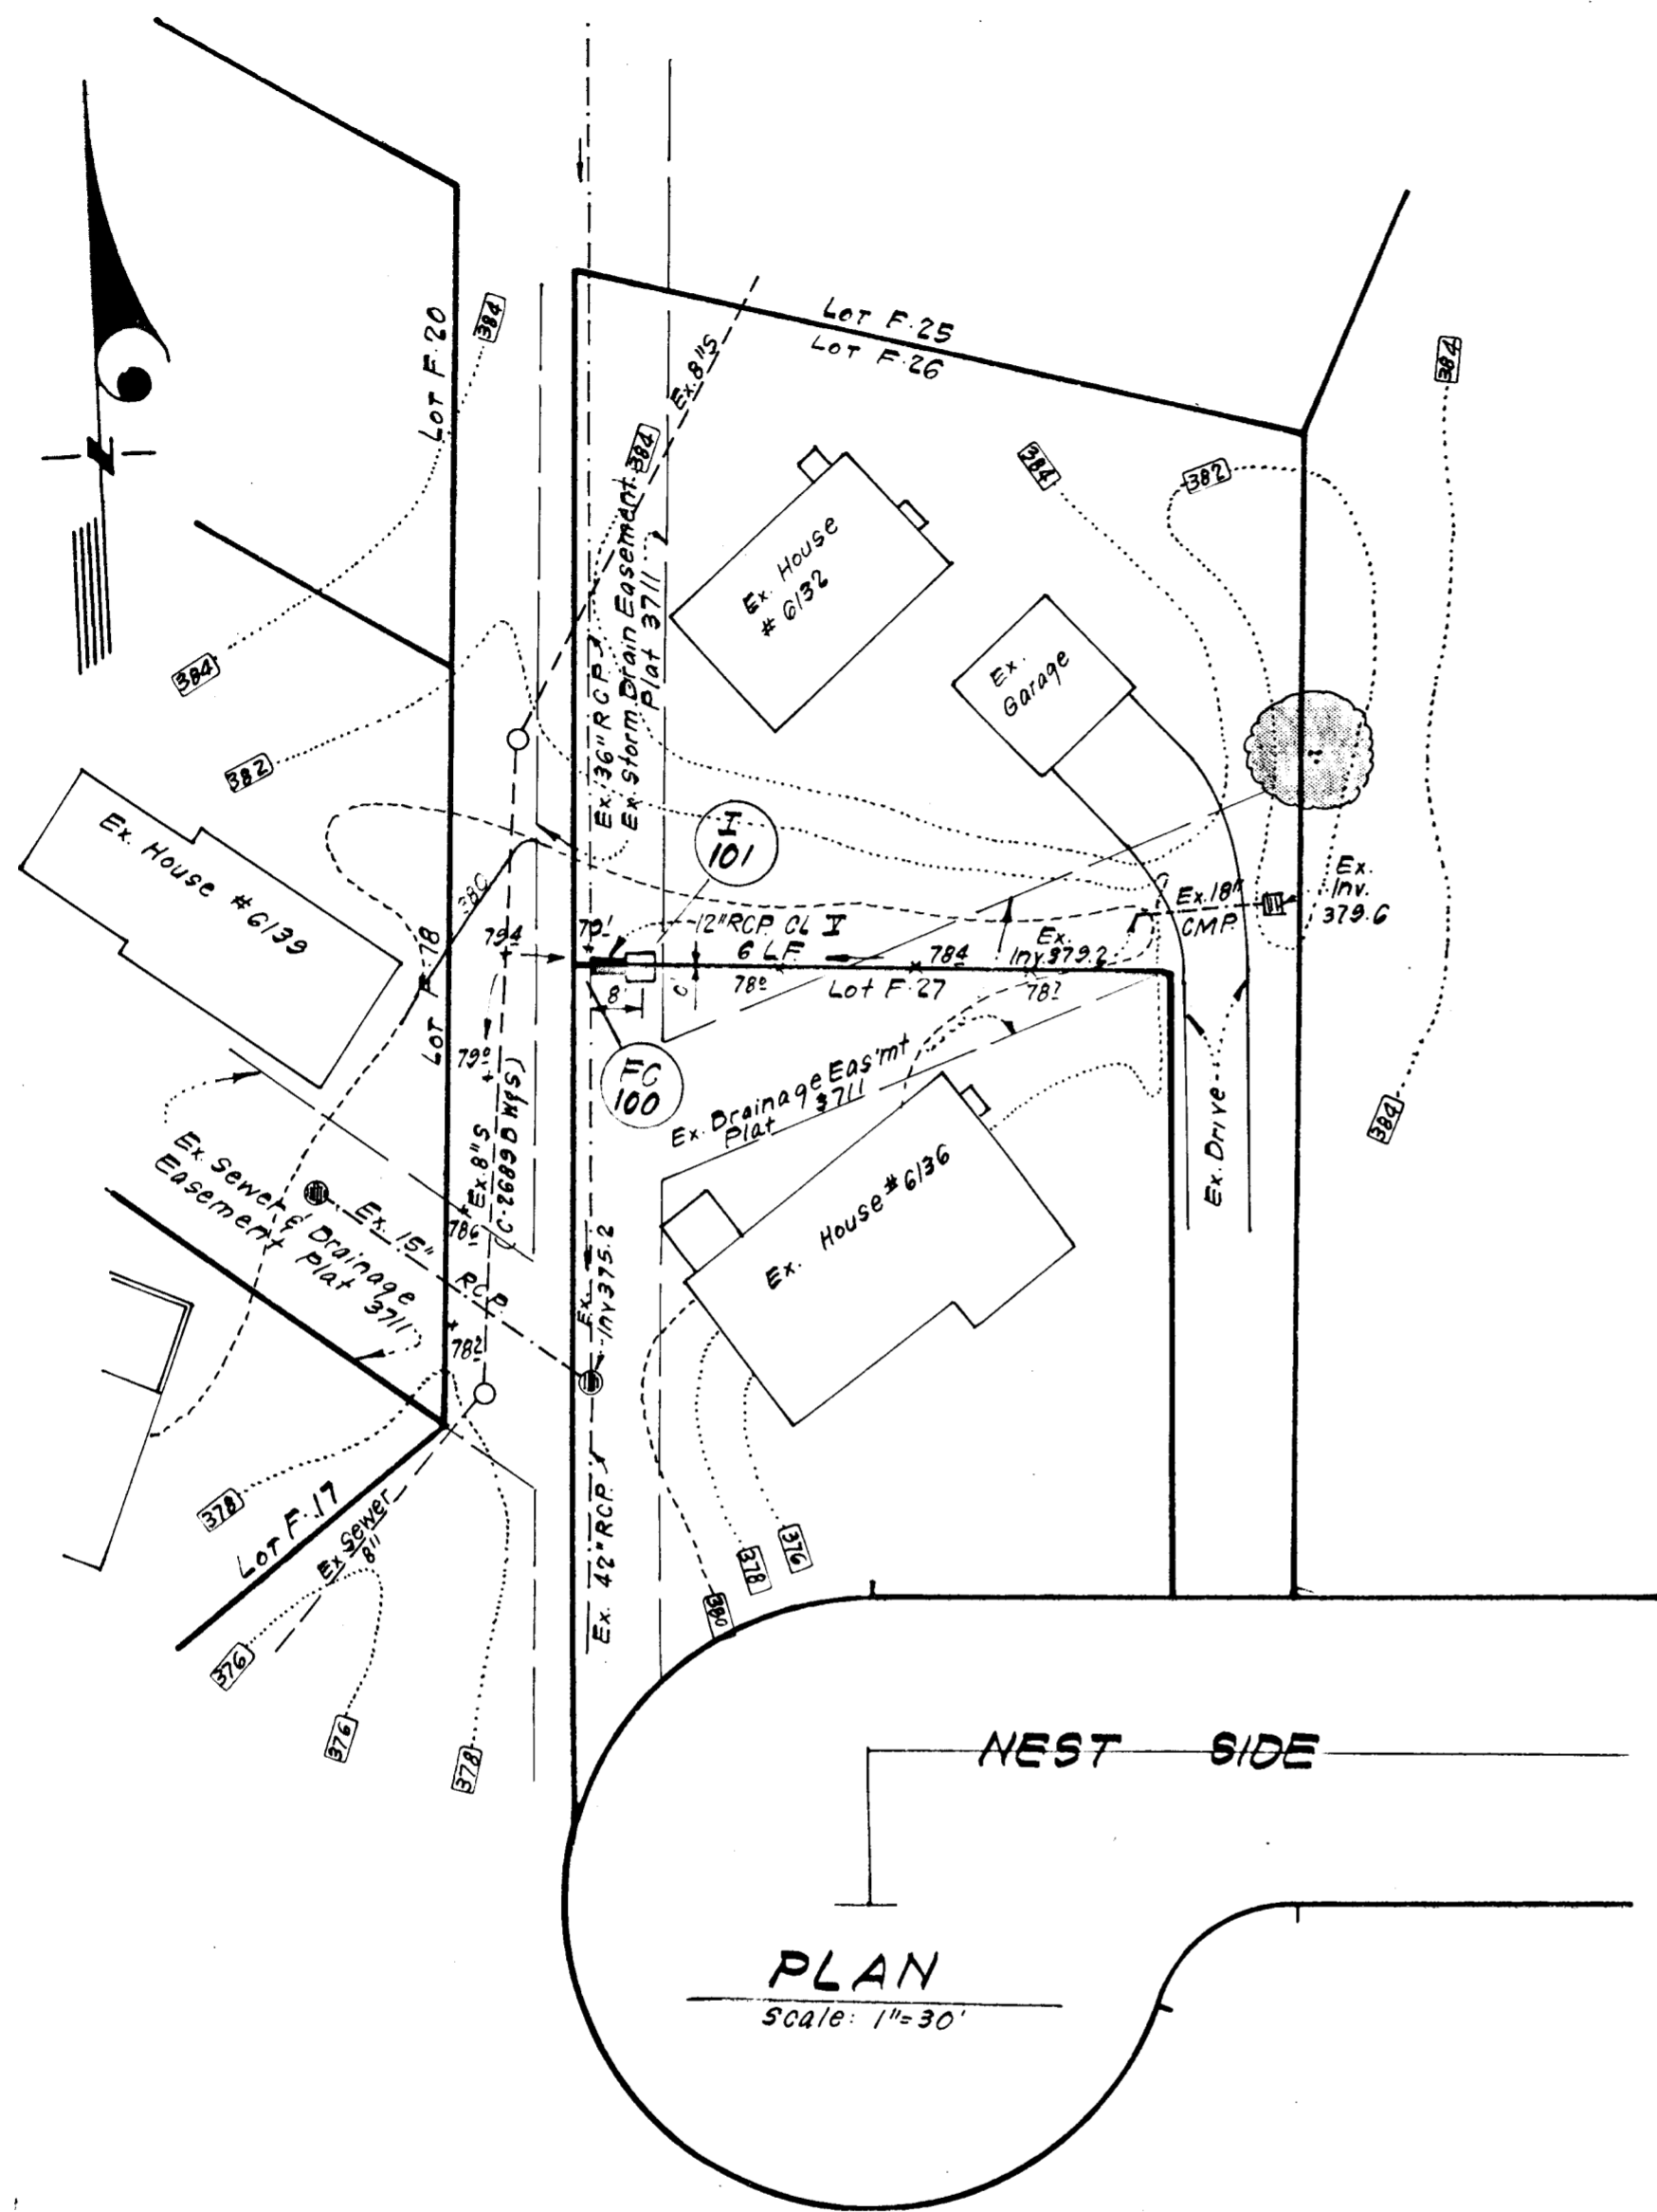 LOT F-25
LOT F-26
LOT F-20
384
Ex. 8"S
384
384
384
382
384
Ex. 36" RCP
Ex. Storm Drain Easement
Plat 3711
Ex. House
# 6132
Ex.
Garage
384
382
Ex. House #6139
380
LOT F-18
I
101
794
79
12" RCP CL V
6 LF
8'
780
784
Lot F-27
787
Ex.
Inv. 379.2
Ex. 18"
CMP
Ex.
Inv.
379.6
FC
100
790
Ex. 8" S
(C-2689 D W&S)
Ex. Drainage Eas'mt
Plat 3711
Ex. House #6136
Ex. Drive
384
Ex. Sewer & Drainage
Easement Plat 3711
Ex. 15" RCP
786
782
Ex.
Inv 375.2
Ex. 42" RCP
378
LOT F-17
Ex. Sewer
8"
376
376
378
380
378
376
NEST SIDE
PLAN
Scale: 1"=30'